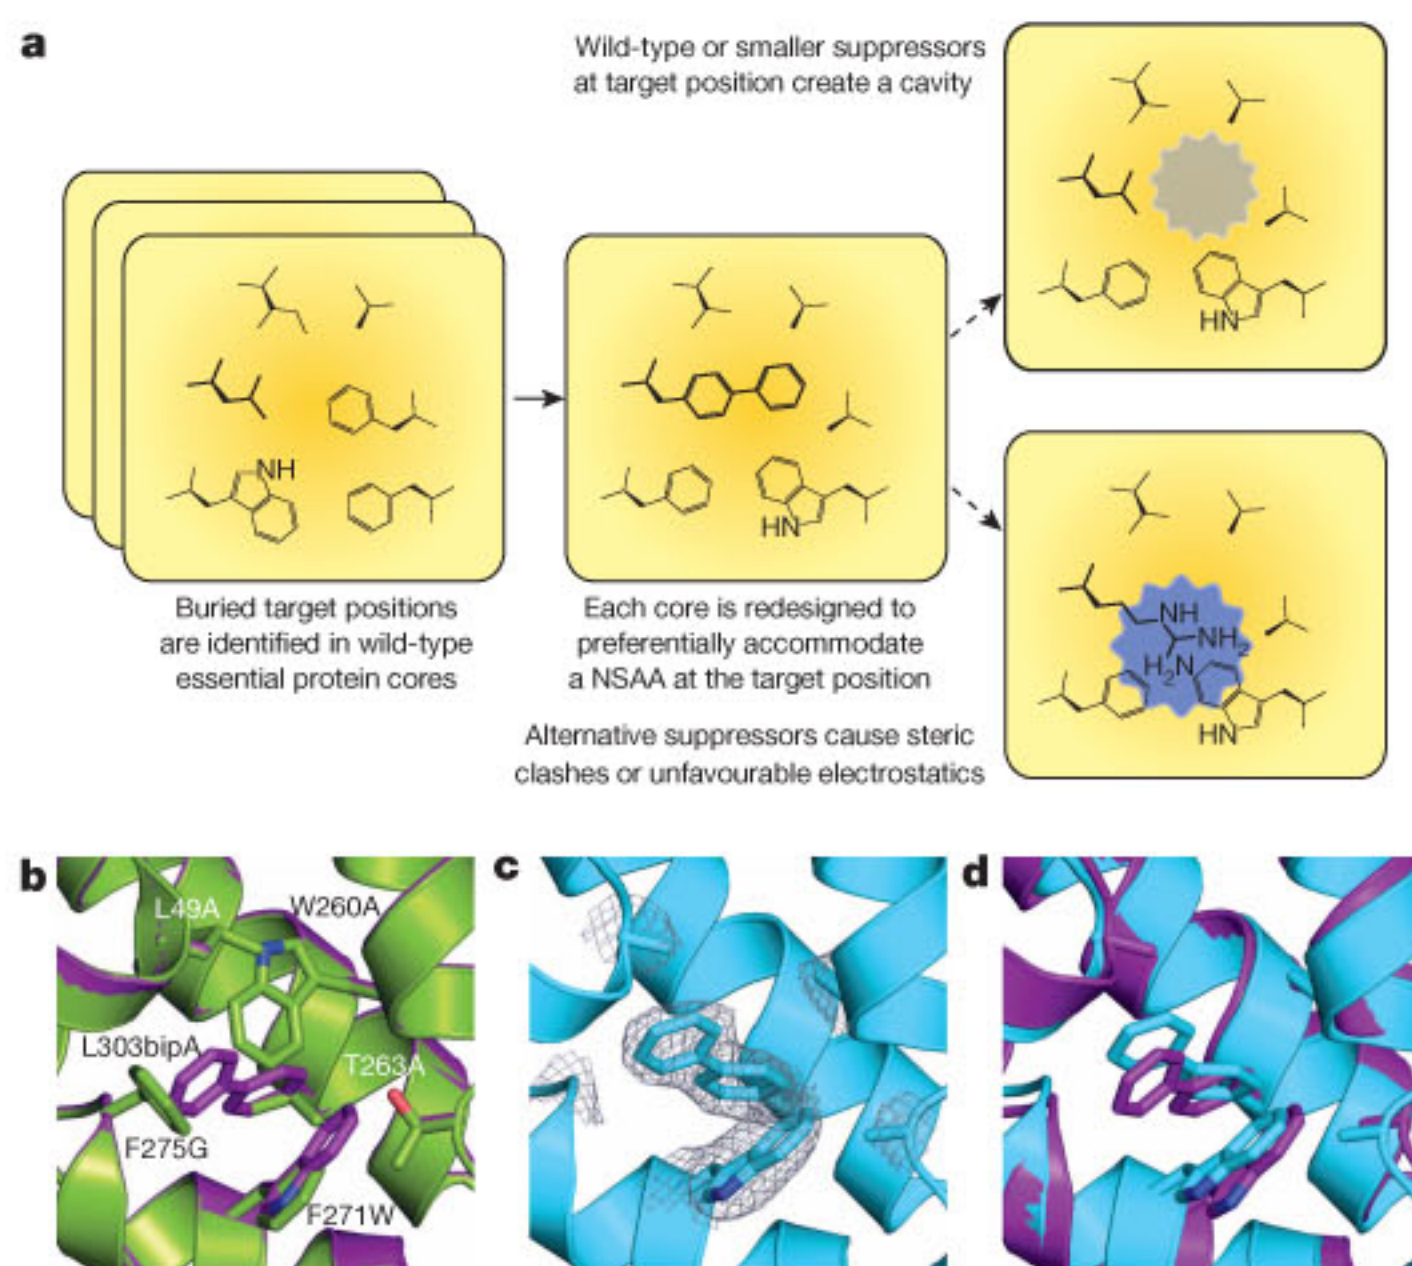 a
Wild-type or smaller suppressors
at target position create a cavity
HN
NH
HN
Buried target positions
are identified in wild-type
essential protein cores
Each core is redesigned to
preferentially accommodate
a NSAA at the target position
NH
NH2
H2N
HN
Alternative suppressors cause steric
clashes or unfavourable electrostatics
b
L49A
W260A
L303bipA
T263A
F275G
F271W
c
d